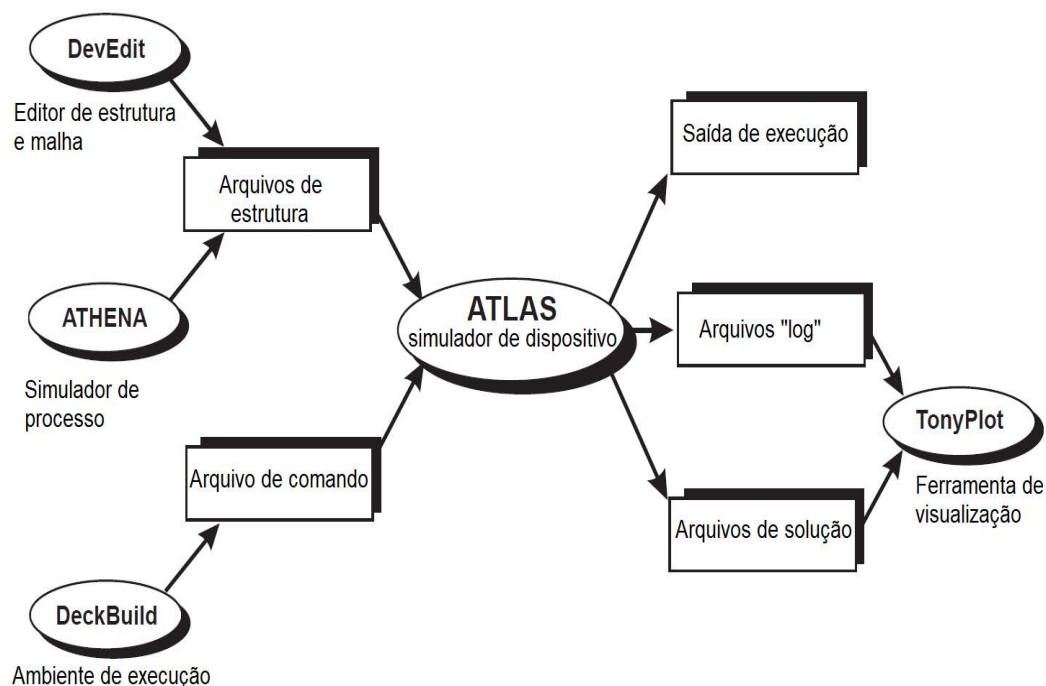 DevEdit
Editor de estrutura
e malha
Arquivos de
estrutura
ATHENA
Simulador de
processo
Arquivo de comando
DeckBuild
Ambiente de execução
ATLAS
simulador de dispositivo
Saída de execução
Arquivos "log"
Arquivos de solução
TonyPlot
Ferramenta de
visualização